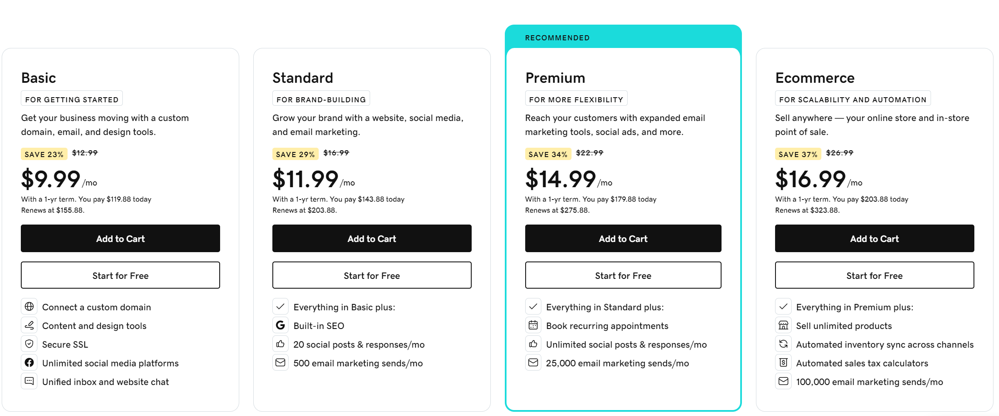 RECOMMENDED
Basic
FOR GETTING STARTED
Get your business moving with a custom
domain, email, and design tools.
SAVE 23% $12.99
$9.99/mo
With a 1-yr term. You pay $119.88 today
Renews at $155.88.
Add to Cart
Start for Free
Connect a custom domain
Content and design tools
Secure SSL
Unlimited social media platforms
Unified inbox and website chat
Standard
FOR BRAND-BUILDING
Grow your brand with a website, social media,
and email marketing.
SAVE 29% $16.99
$11.99/mo
With a 1-yr term. You pay $143.88 today
Renews at $203.88.
Add to Cart
Start for Free
Everything in Basic plus:
Built-in SEO
20 social posts & responses/mo
500 email marketing sends/mo
Premium
FOR MORE FLEXIBILITY
Reach your customers with expanded email
marketing tools, social ads, and more.
SAVE 34% $22.99
$14.99/mo
With a 1-yr term. You pay $179.88 today
Renews at $275.88.
Add to Cart
Start for Free
Everything in Standard plus:
Book recurring appointments
Unlimited social posts & responses/mo
25,000 email marketing sends/mo
Ecommerce
FOR SCALABILITY AND AUTOMATION
Sell anywhere — your online store and in-store
point of sale.
SAVE 37% $26.99
$16.99/mo
With a 1-yr term. You pay $203.88 today
Renews at $323.88.
Add to Cart
Start for Free
Everything in Premium plus:
Sell unlimited products
Automated inventory sync across channels
Automated sales tax calculators
100,000 email marketing sends/mo